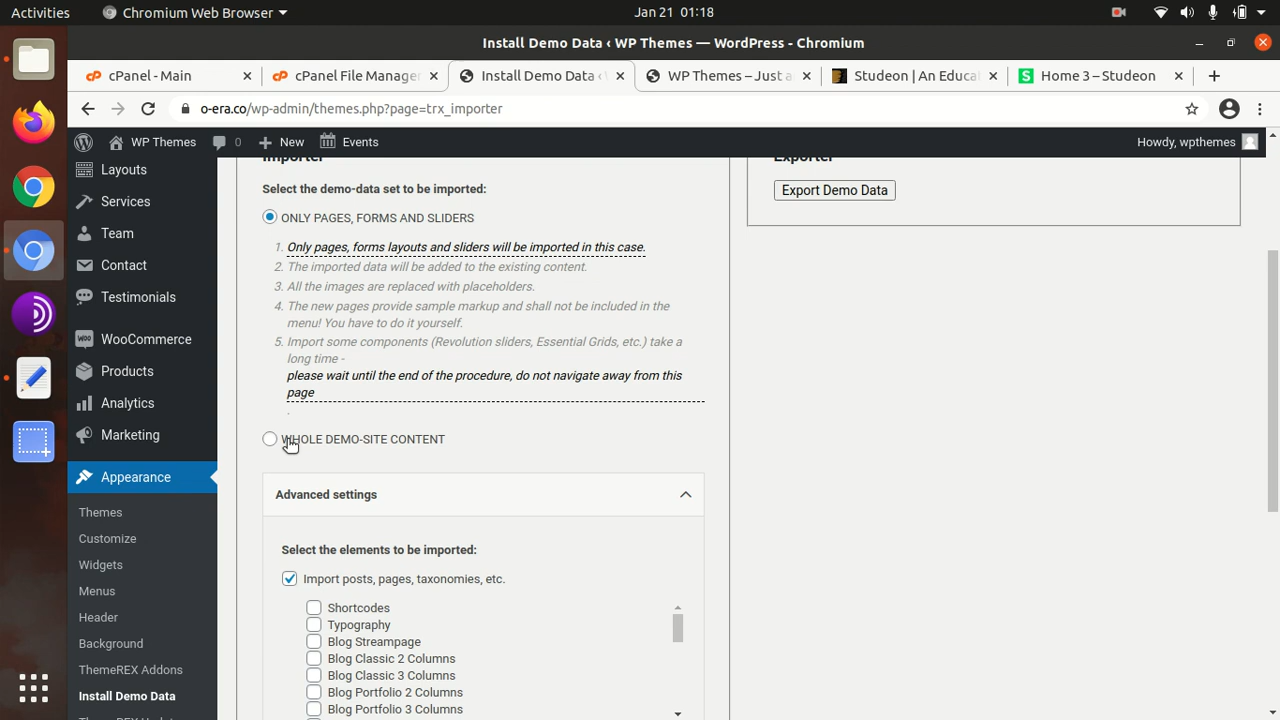 Activities
Chromium Web Browser
Jan 21 01:18
Install Demo Data ‹ WP Themes — WordPress - Chromium
cPanel - Main
cPanel File Manage
Install Demo Data ‹
WP Themes – Just a
Studeon | An Educa
Home 3 – Studeon
o-era.co/wp-admin/themes.php?page=trx_importer
WP Themes
0
New
Events
Howdy, wpthemes
Layouts
Services
Team
Contact
Testimonials
WooCommerce
Products
Analytics
Marketing
Appearance
Themes
Customize
Widgets
Menus
Header
Background
ThemeREX Addons
Install Demo Data
Importer
Select the demo-data set to be imported:
ONLY PAGES, FORMS AND SLIDERS
1. Only pages, forms layouts and sliders will be imported in this case.
2. The imported data will be added to the existing content.
3. All the images are replaced with placeholders.
4. The new pages provide sample markup and shall not be included in the
menu! You have to do it yourself.
5. Import some components (Revolution sliders, Essential Grids, etc.) take a
long time -
please wait until the end of the procedure, do not navigate away from this
page
.
WHOLE DEMO-SITE CONTENT
Advanced settings
Select the elements to be imported:
Import posts, pages, taxonomies, etc.
Shortcodes
Typography
Blog Streampage
Blog Classic 2 Columns
Blog Classic 3 Columns
Blog Portfolio 2 Columns
Blog Portfolio 3 Columns
Exporter
Export Demo Data